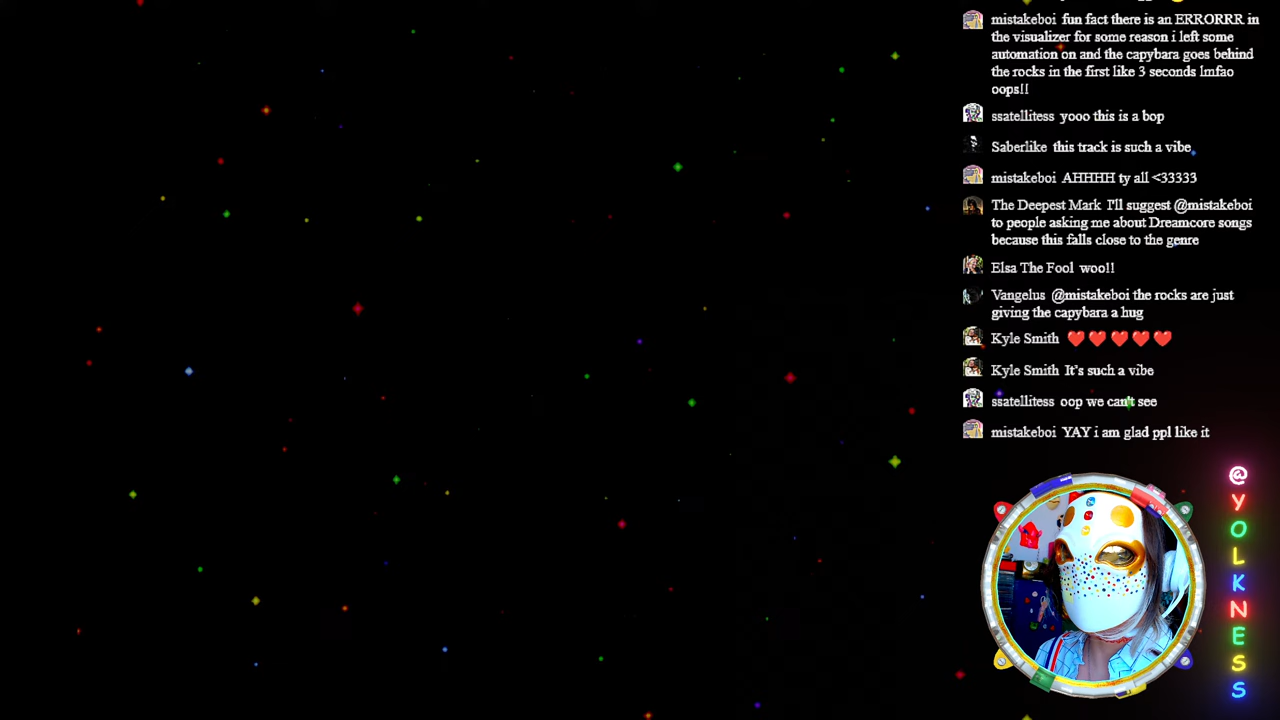 mistakeboi fun fact there is an ERRORRR in
the visualizer for some reason i left some
automation on and the capybara goes behind
the rocks in the first like 3 seconds lmfao
oops!!
ssatellitess yooo this is a bop
Saberlike this track is such a vibe
mistakeboi AHHHH ty all <33333
The Deepest Mark I'll suggest @mistakeboi
to people asking me about Dreamcore songs
because this falls close to the genre
Elsa The Fool woo!!
Vangelus @mistakeboi the rocks are just
giving the capybara a hug
Kyle Smith ❤️❤️❤️❤️❤️
Kyle Smith It's such a vibe
ssatellitess oop we can't see
mistakeboi YAY i am glad ppl like it
@YOLKNESS